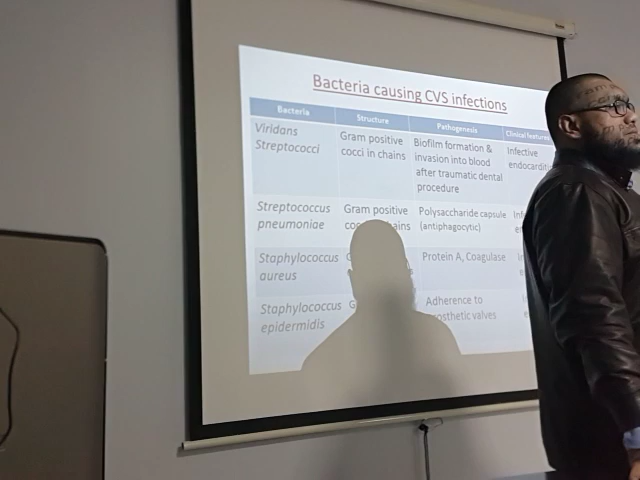 Bacteria causing CVS infections
Bacteria Structure Pathogenesis Clinical features
Viridans Streptococci
Gram positive cocci in chains
Biofilm formation & invasion into blood after traumatic dental procedure
Infective
Streptococcus pneumoniae
Gram positive
Polysaccharide capsule (antiphagocytic)
Staphylococcus aureus
Protein A, Coagulase
Staphylococcus epidermidis
Adherence to
valves